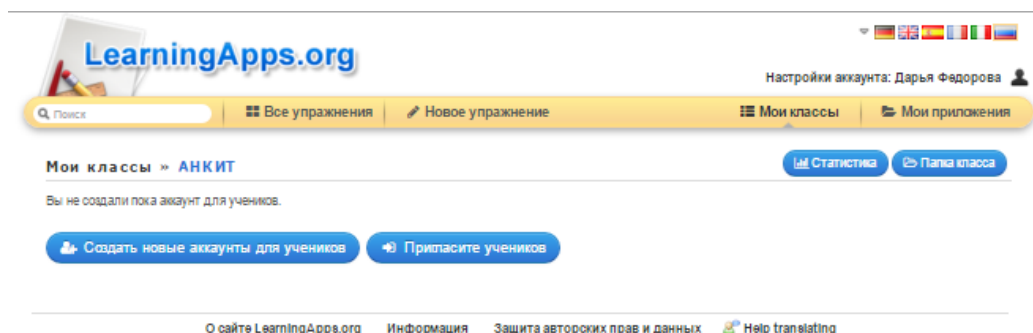 LearningApps.org
Настройки аккаунта: Дарья Федорова
Поиск
Все упражнения
Новое упражнение
Мои классы
Мои приложения
Мои классы » АНКИТ
Статистика
Папка класса
Вы не создали пока аккаунт для учеников.
Создать новые аккаунты для учеников
Пригласите учеников
О сайте LearningApps.org Информация Защита авторских прав и данных Help translating